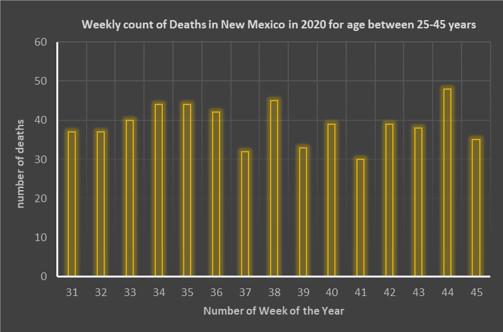 Weekly count of Deaths in New Mexico in 2020 for age between 25-45 years
60
50
40
30
20
10
0
number of deaths
31 32 33 34 35 36 37 38 39 40 41 42 43 44 45
Number of Week of the Year